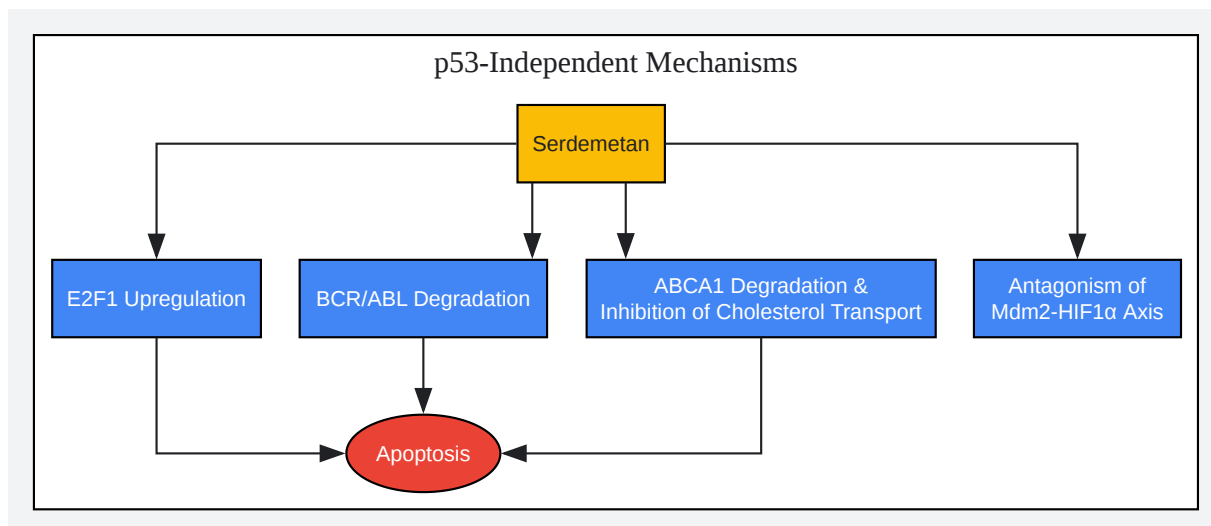 p53-Independent Mechanisms
Serdemetan
E2F1 Upregulation
BCR/ABL Degradation
ABCA1 Degradation &
Inhibition of Cholesterol Transport
Antagonism of
Mdm2-HIF1α Axis
Apoptosis